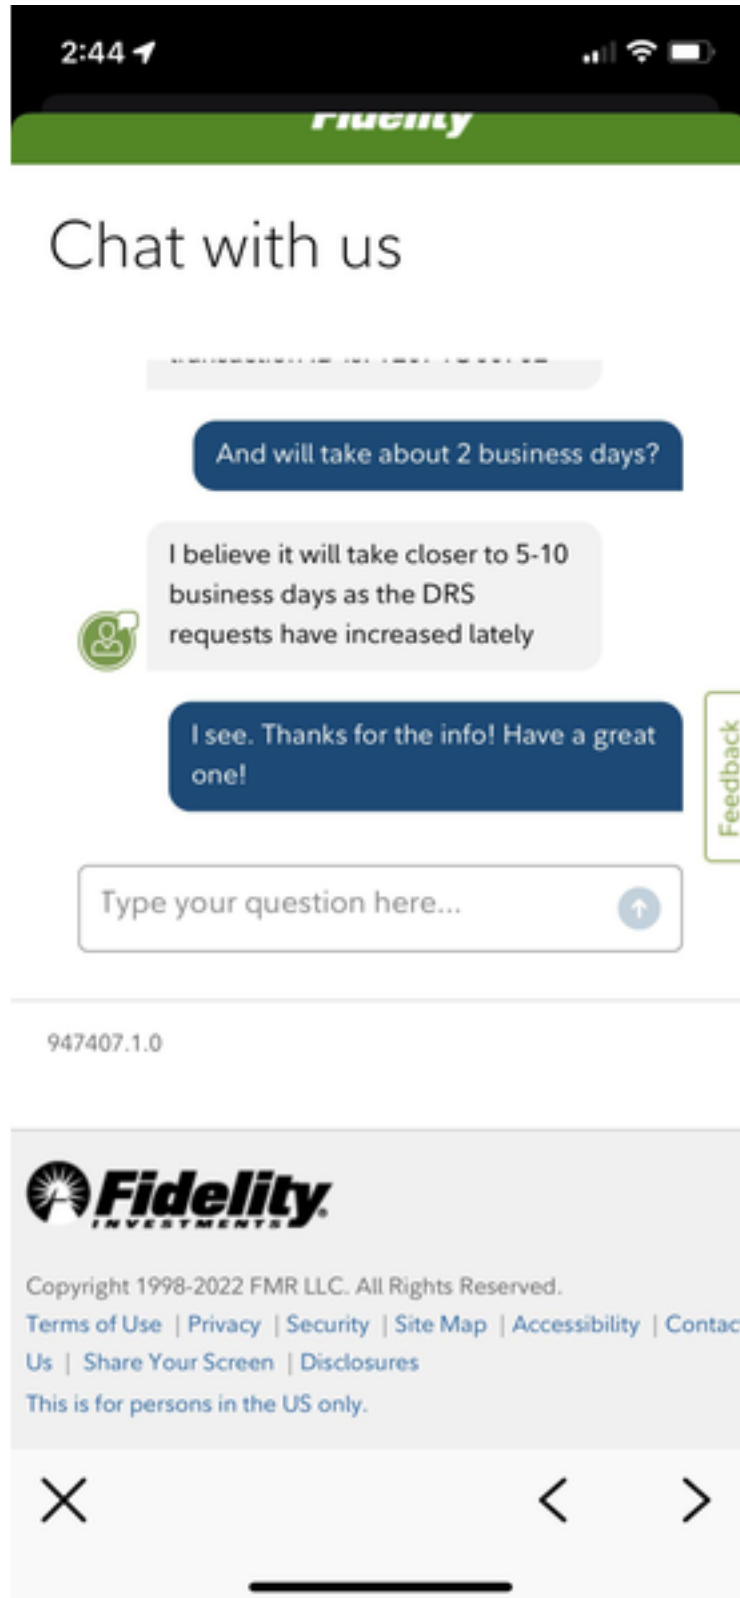 2:44
Fidelity
Chat with us
And will take about 2 business days?
I believe it will take closer to 5-10
business days as the DRS
requests have increased lately
I see. Thanks for the info! Have a great
one!
Feedback
Type your question here...
947407.1.0
Fidelity
INVESTMENTS
Copyright 1998-2022 FMR LLC. All Rights Reserved.
Terms of Use | Privacy | Security | Site Map | Accessibility | Contac
Us | Share Your Screen | Disclosures
This is for persons in the US only.